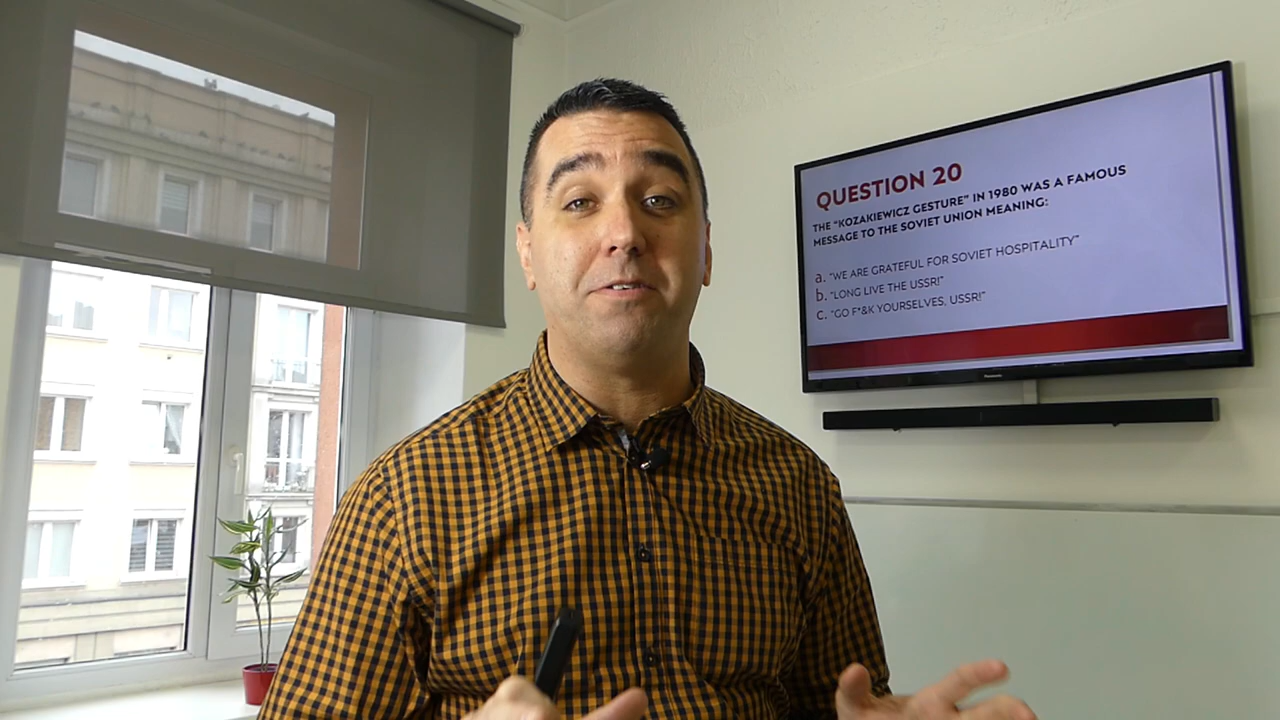 QUESTION 20
THE "KOZAKIEWICZ GESTURE" IN 1980 WAS A FAMOUS
MESSAGE TO THE SOVIET UNION MEANING:
a. "WE ARE GRATEFUL FOR SOVIET HOSPITALITY"
b. "LONG LIVE THE USSR!"
c. "GO F*&K YOURSELVES, USSR!"
Panasonic